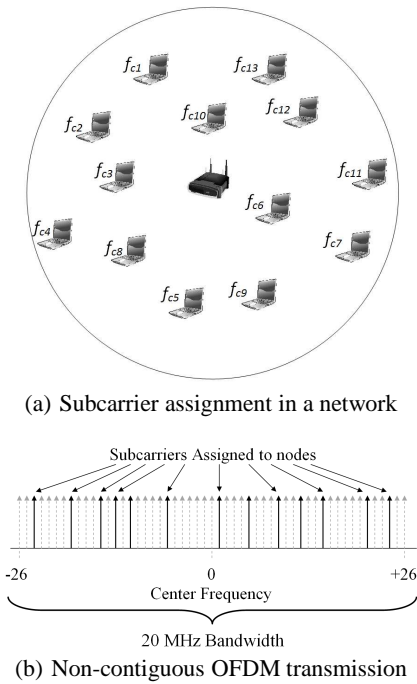 fc1
fc13
fc2
fc10
fc12
fc3
fc11
fc6
fc4
fc8
fc7
fc5
fc9
(a) Subcarrier assignment in a network
Subcarriers Assigned to nodes
-26
0
+26
Center Frequency
20 MHz Bandwidth
(b) Non-contiguous OFDM transmission